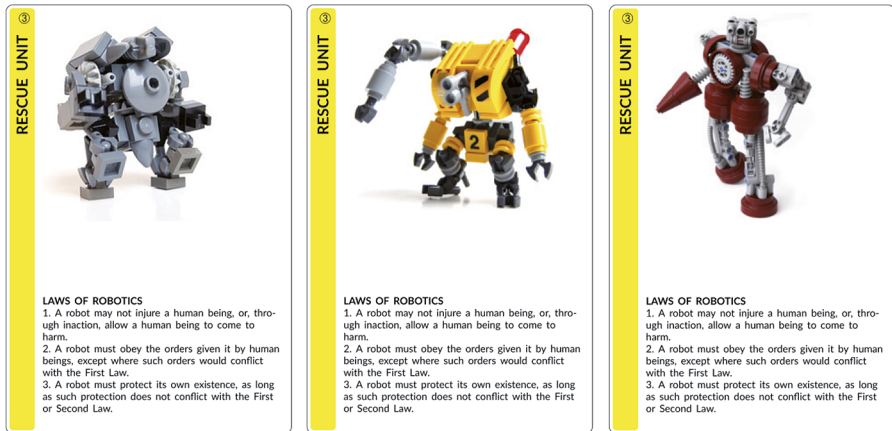 ③
RESCUE UNIT
LAWS OF ROBOTICS
1. A robot may not injure a human being, or, thro-
ugh inaction, allow a human being to come to
harm.
2. A robot must obey the orders given it by human
beings, except where such orders would conflict
with the First Law.
3. A robot must protect its own existence, as long
as such protection does not conflict with the First
or Second Law.
③
RESCUE UNIT
2
LAWS OF ROBOTICS
1. A robot may not injure a human being, or, thro-
ugh inaction, allow a human being to come to
harm.
2. A robot must obey the orders given it by human
beings, except where such orders would conflict
with the First Law.
3. A robot must protect its own existence, as long
as such protection does not conflict with the First
or Second Law.
③
RESCUE UNIT
LAWS OF ROBOTICS
1. A robot may not injure a human being, or, thro-
ugh inaction, allow a human being to come to
harm.
2. A robot must obey the orders given it by human
beings, except where such orders would conflict
with the First Law.
3. A robot must protect its own existence, as long
as such protection does not conflict with the First
or Second Law.